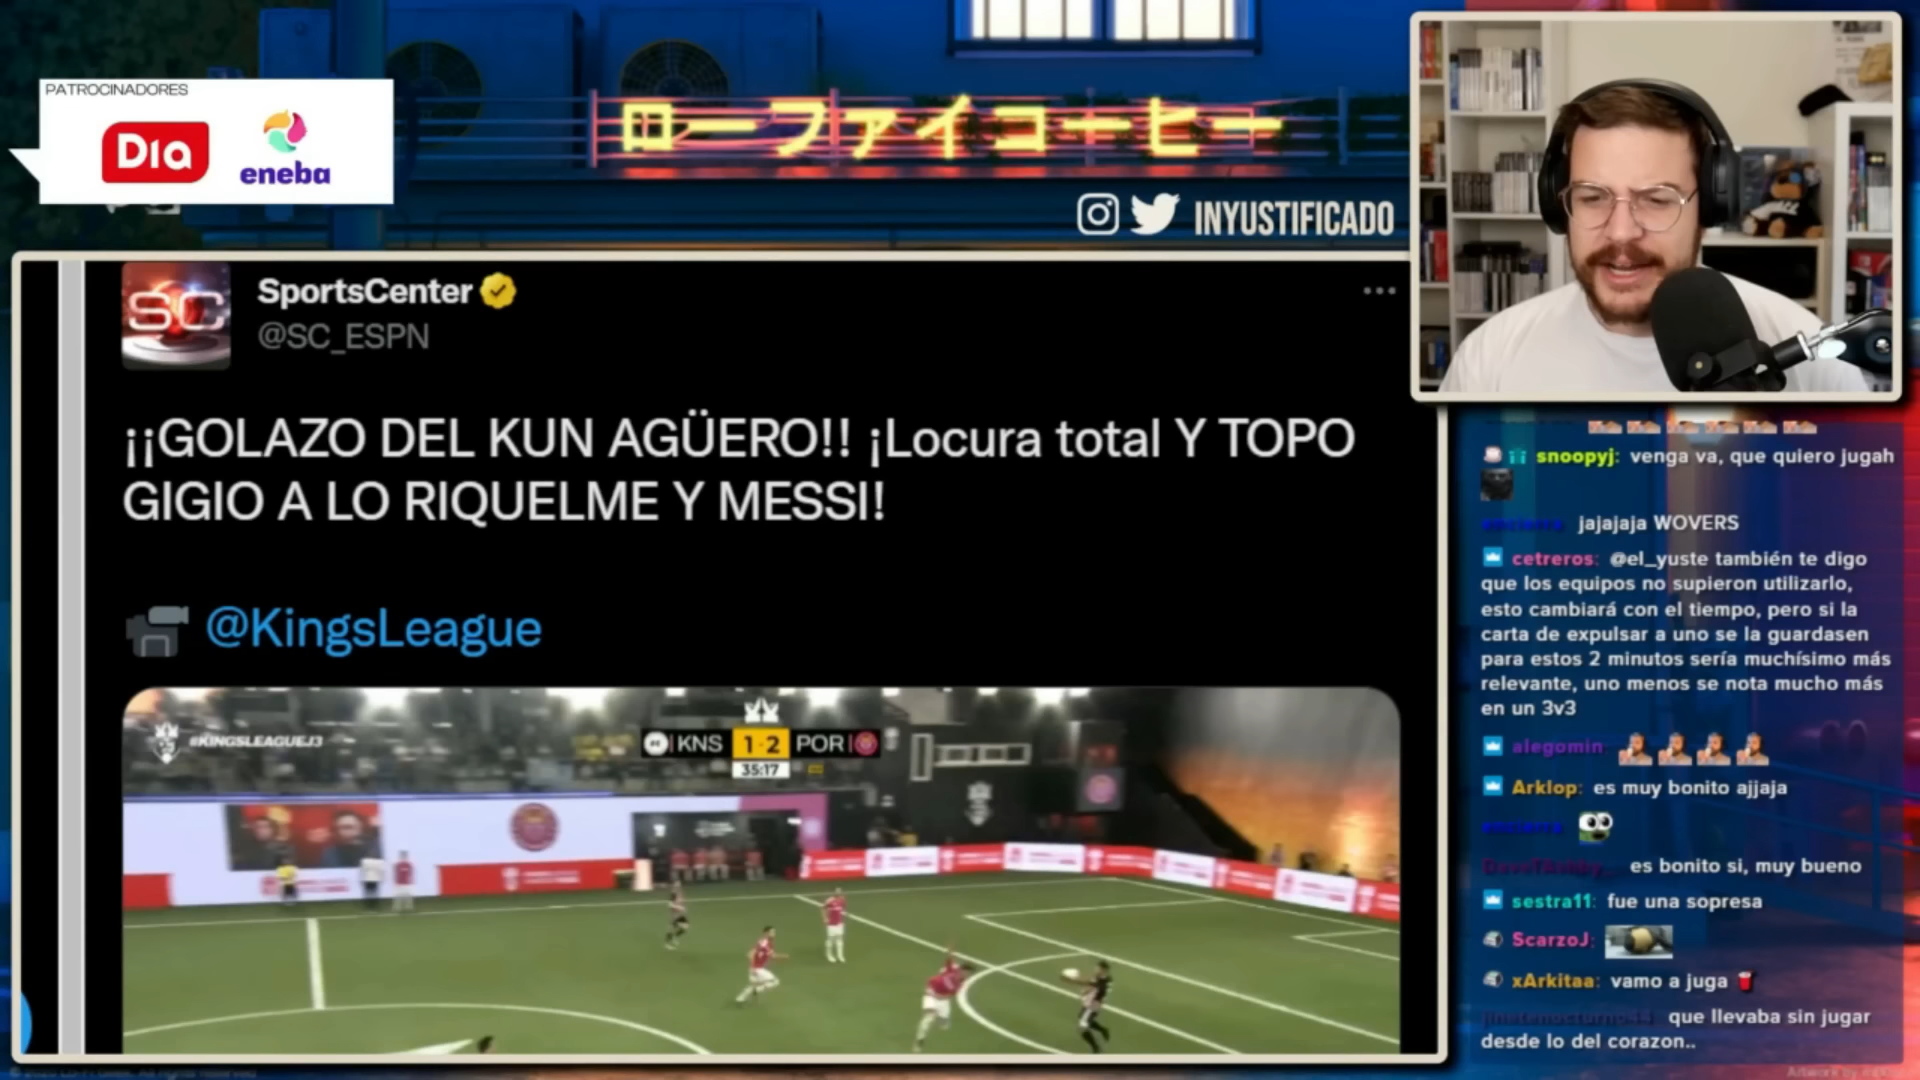 PATROCINADORES
Dia
eneba
ローファイコーヒー
INYUSTIFICADO
SC
SportsCenter
@SC_ESPN
¡¡GOLAZO DEL KUN AGÜERO!! ¡Locura total Y TOPO
GIGIO A LO RIQUELME Y MESSI!
@KingsLeague
#KINGSLEAGUEJ3
KNS 1-2 POR
35:17
snoopyj: venga va, que quiero jugah
jajajaja WOVERS
cetreros: @el_yuste también te digo
que los equipos no supieron utilizarlo,
esto cambiará con el tiempo, pero si la
carta de expulsar a uno se la guardasen
para estos 2 minutos sería muchísimo más
relevante, uno menos se nota mucho más
en un 3v3
alegomin:
Arklop: es muy bonito ajjaja
es bonito si, muy bueno
sestra11: fue una sopresa
ScarzoJ:
xArkitaa: vamo a juga
que llevaba sin jugar
desde lo del corazon..